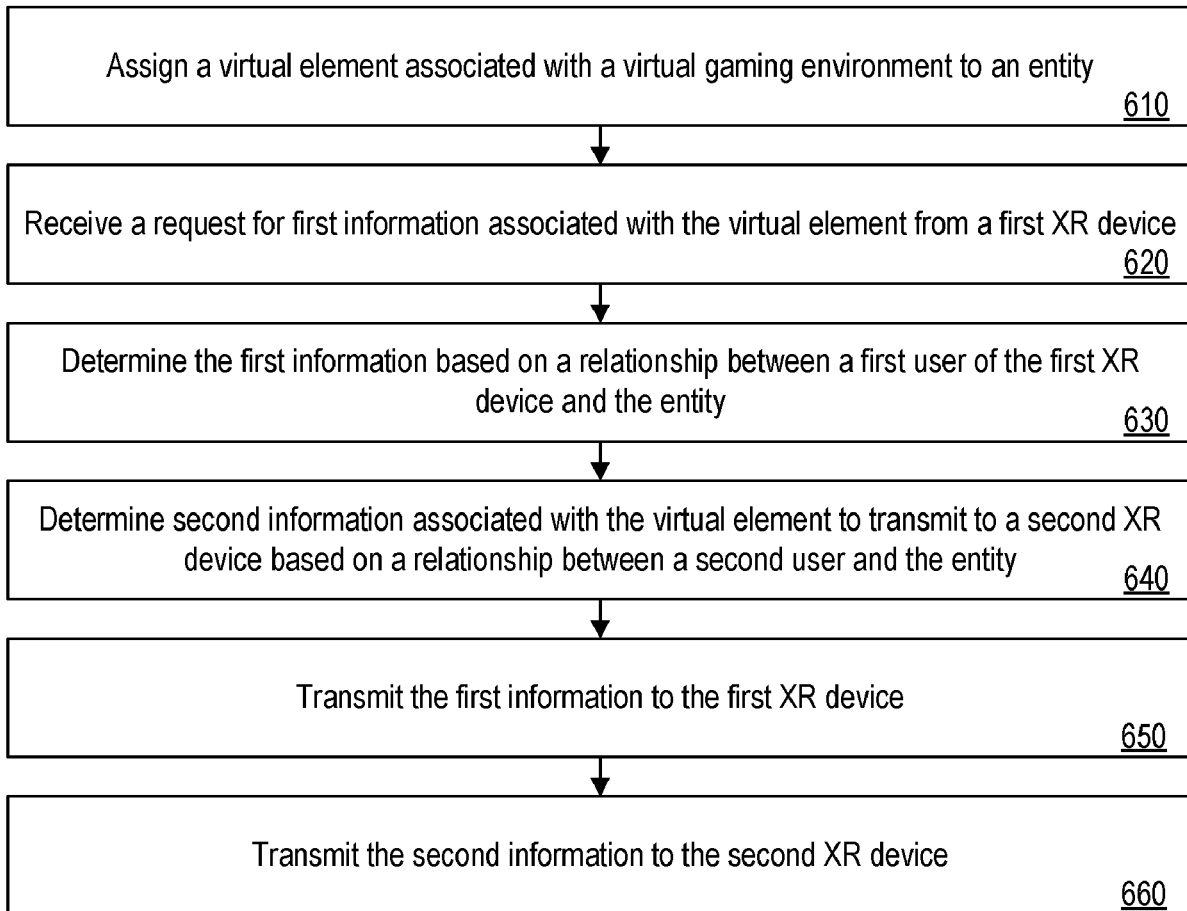 Assign a virtual element associated with a virtual gaming environment to an entity
610
Receive a request for first information associated with the virtual element from a first XR device
620
Determine the first information based on a relationship between a first user of the first XR
device and the entity
630
Determine second information associated with the virtual element to transmit to a second XR
device based on a relationship between a second user and the entity
640
Transmit the first information to the first XR device
650
Transmit the second information to the second XR device
660